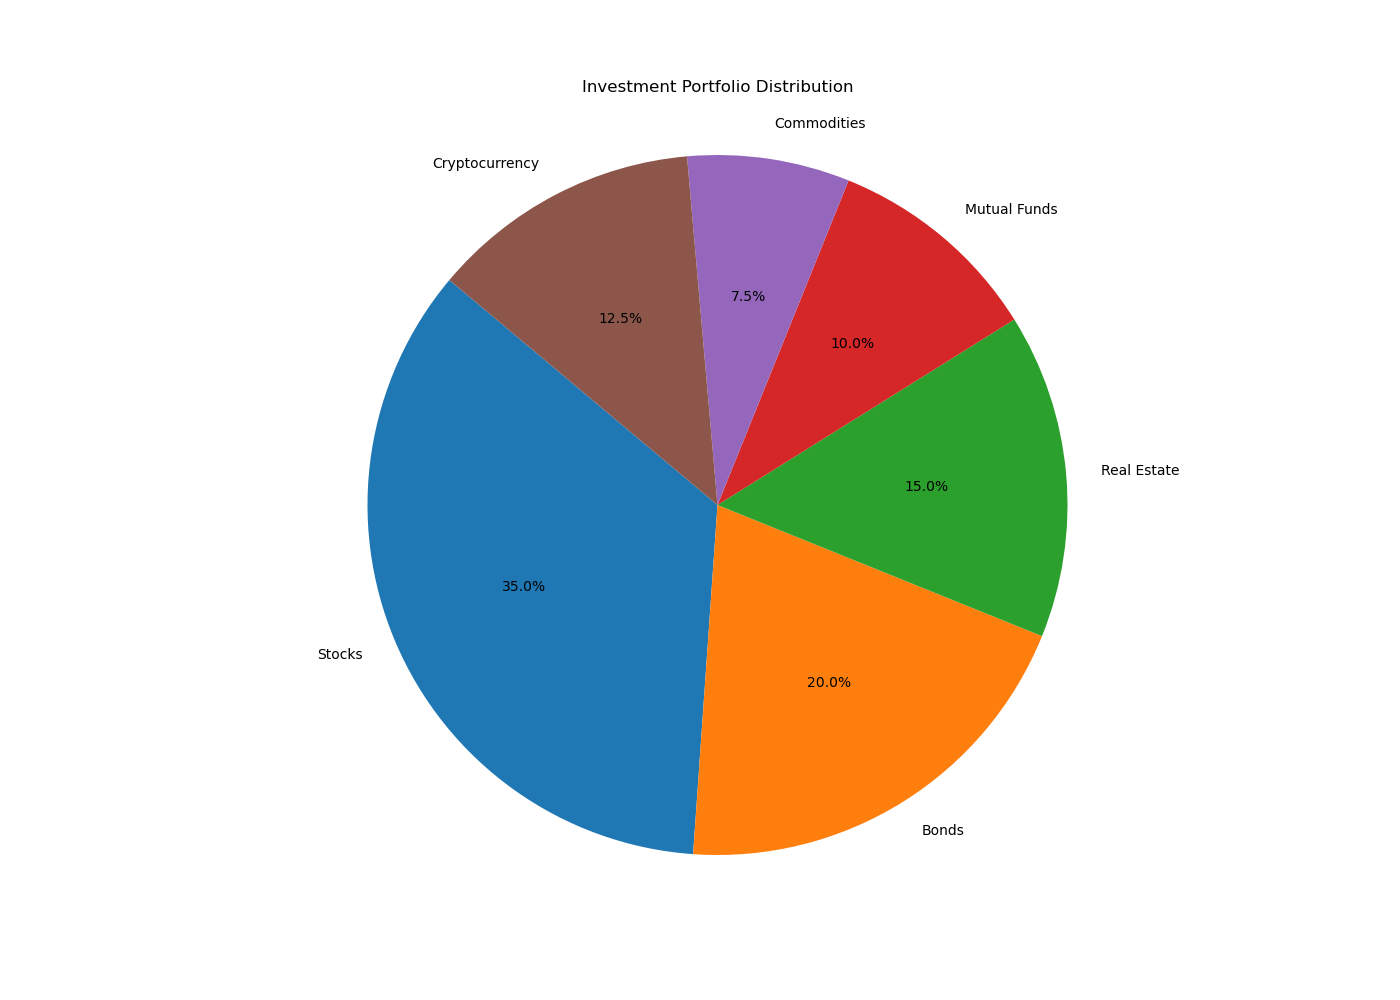 Investment Portfolio Distribution
Commodities
Cryptocurrency
Mutual Funds
7.5%
12.5%
10.0%
Real Estate
15.0%
35.0%
Stocks
20.0%
Bonds